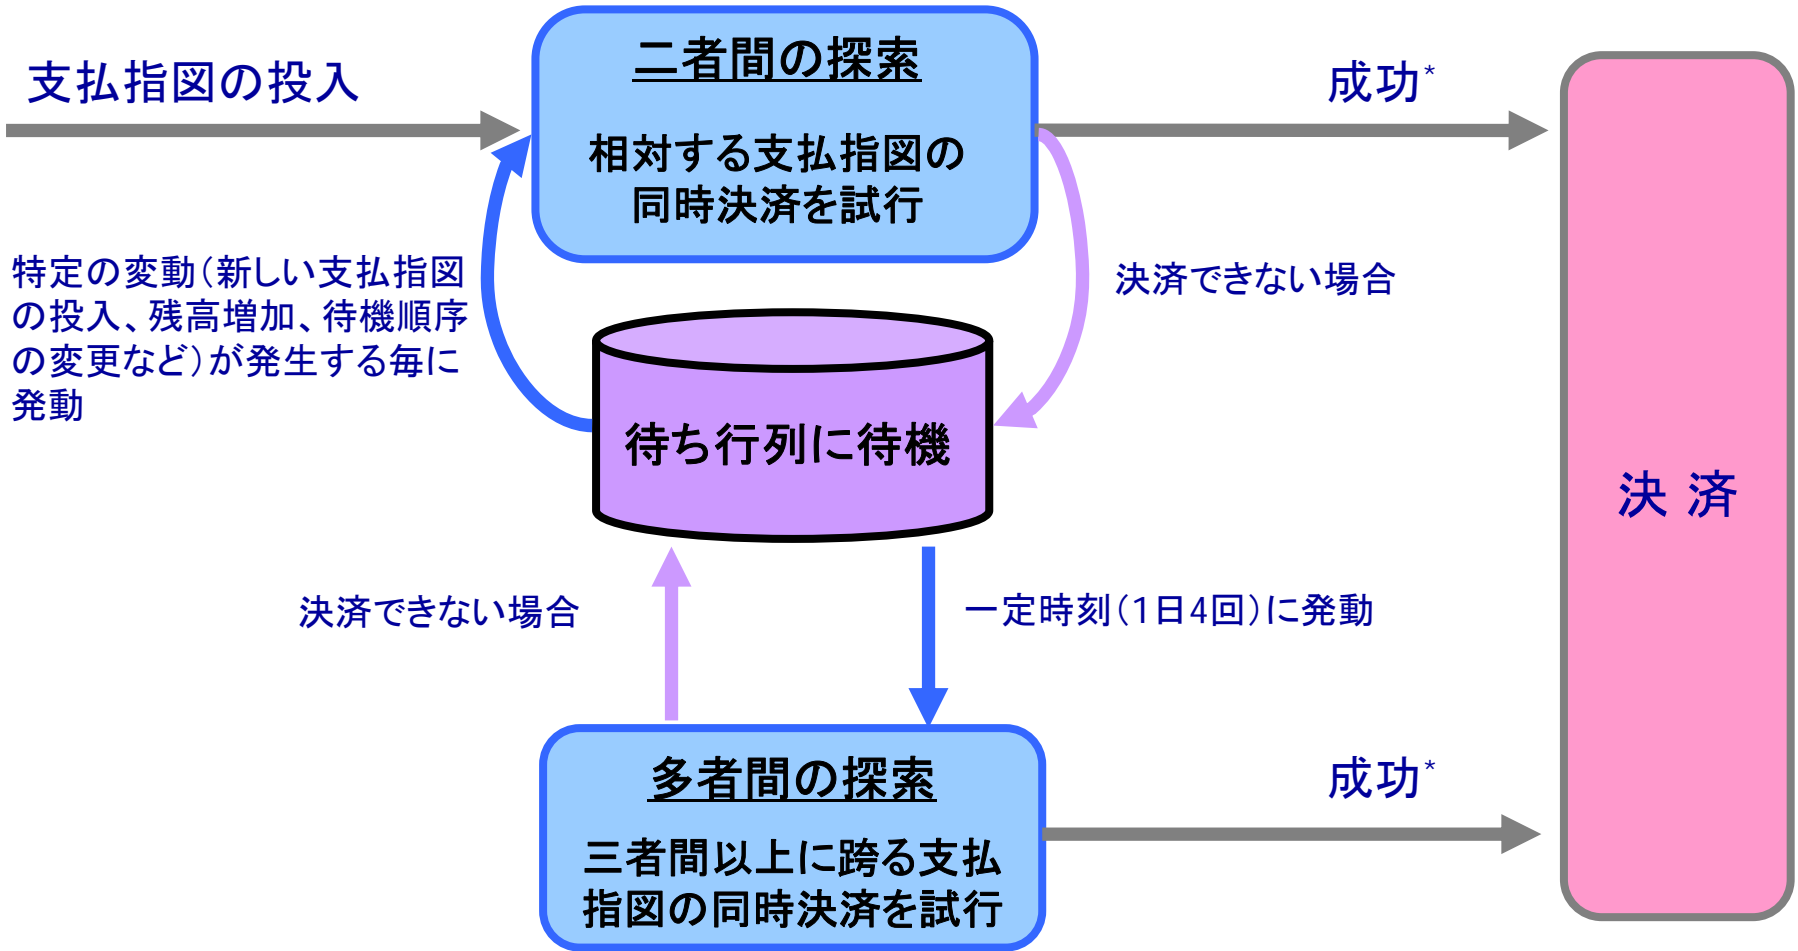 二者間の探索
支払指図の投入
成功*
相対する支払指図の
同時決済を試行
特定の変動（新しい支払指図
の投入、残高増加、待機順序
の変更など）が発生する毎に
発動
決済できない場合
待ち行列に待機
決 済
決済できない場合
一定時刻（1日4回）に発動
多者間の探索
成功*
三者間以上に跨る支払
指図の同時決済を試行